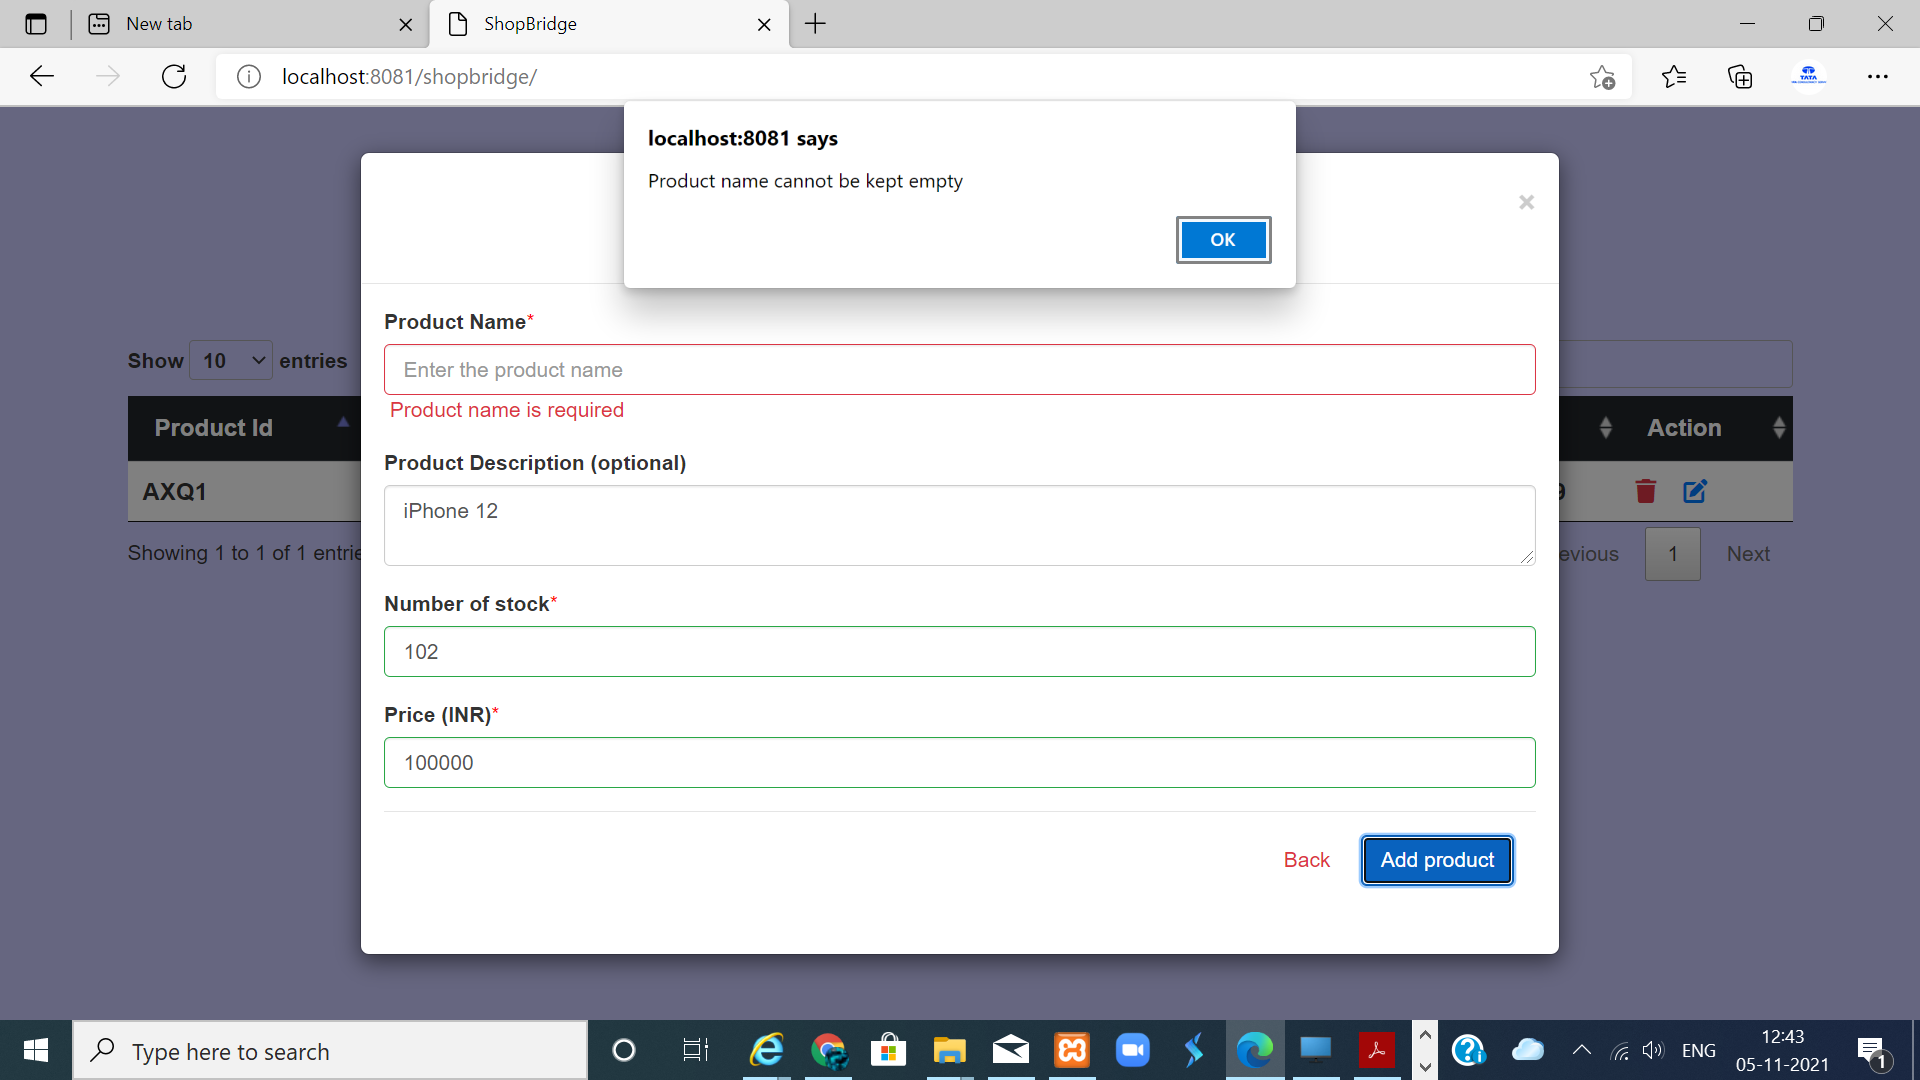 New tab
ShopBridge
localhost:8081/shopbridge/
TATA
localhost:8081 says
Product name cannot be kept empty
OK
×
Product Name*
Enter the product name
Product name is required
Show 10 entries
Product Id
Action
AXQ1
Product Description (optional)
iPhone 12
Showing 1 to 1 of 1 entrie
evious 1 Next
Number of stock*
102
Price (INR)*
100000
Back
Add product
Type here to search
ENG
12:43
05-11-2021
1